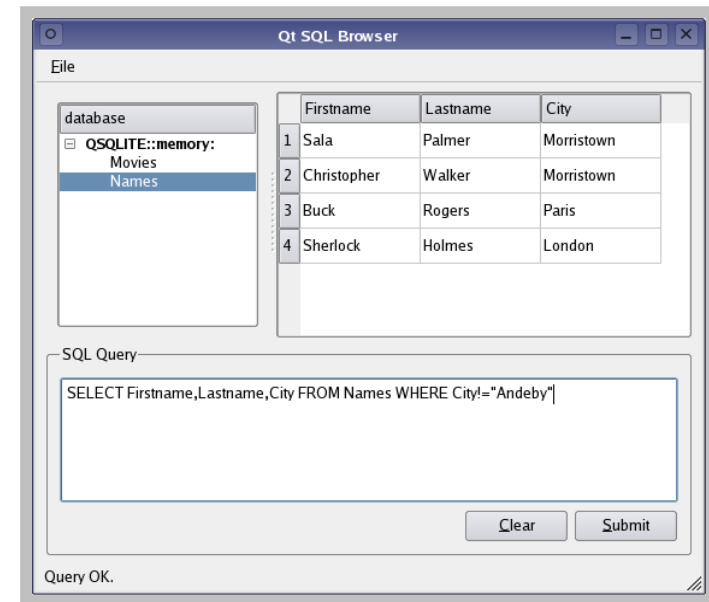 Qt SQL Browser
File
database
QSQLITE::memory:
Movies
Names
Firstname Lastname City
1 Sala Palmer Morristown
2 Christopher Walker Morristown
3 Buck Rogers Paris
4 Sherlock Holmes London
SQL Query
SELECT Firstname,Lastname,City FROM Names WHERE City!="Andeby"
Clear Submit
Query OK.